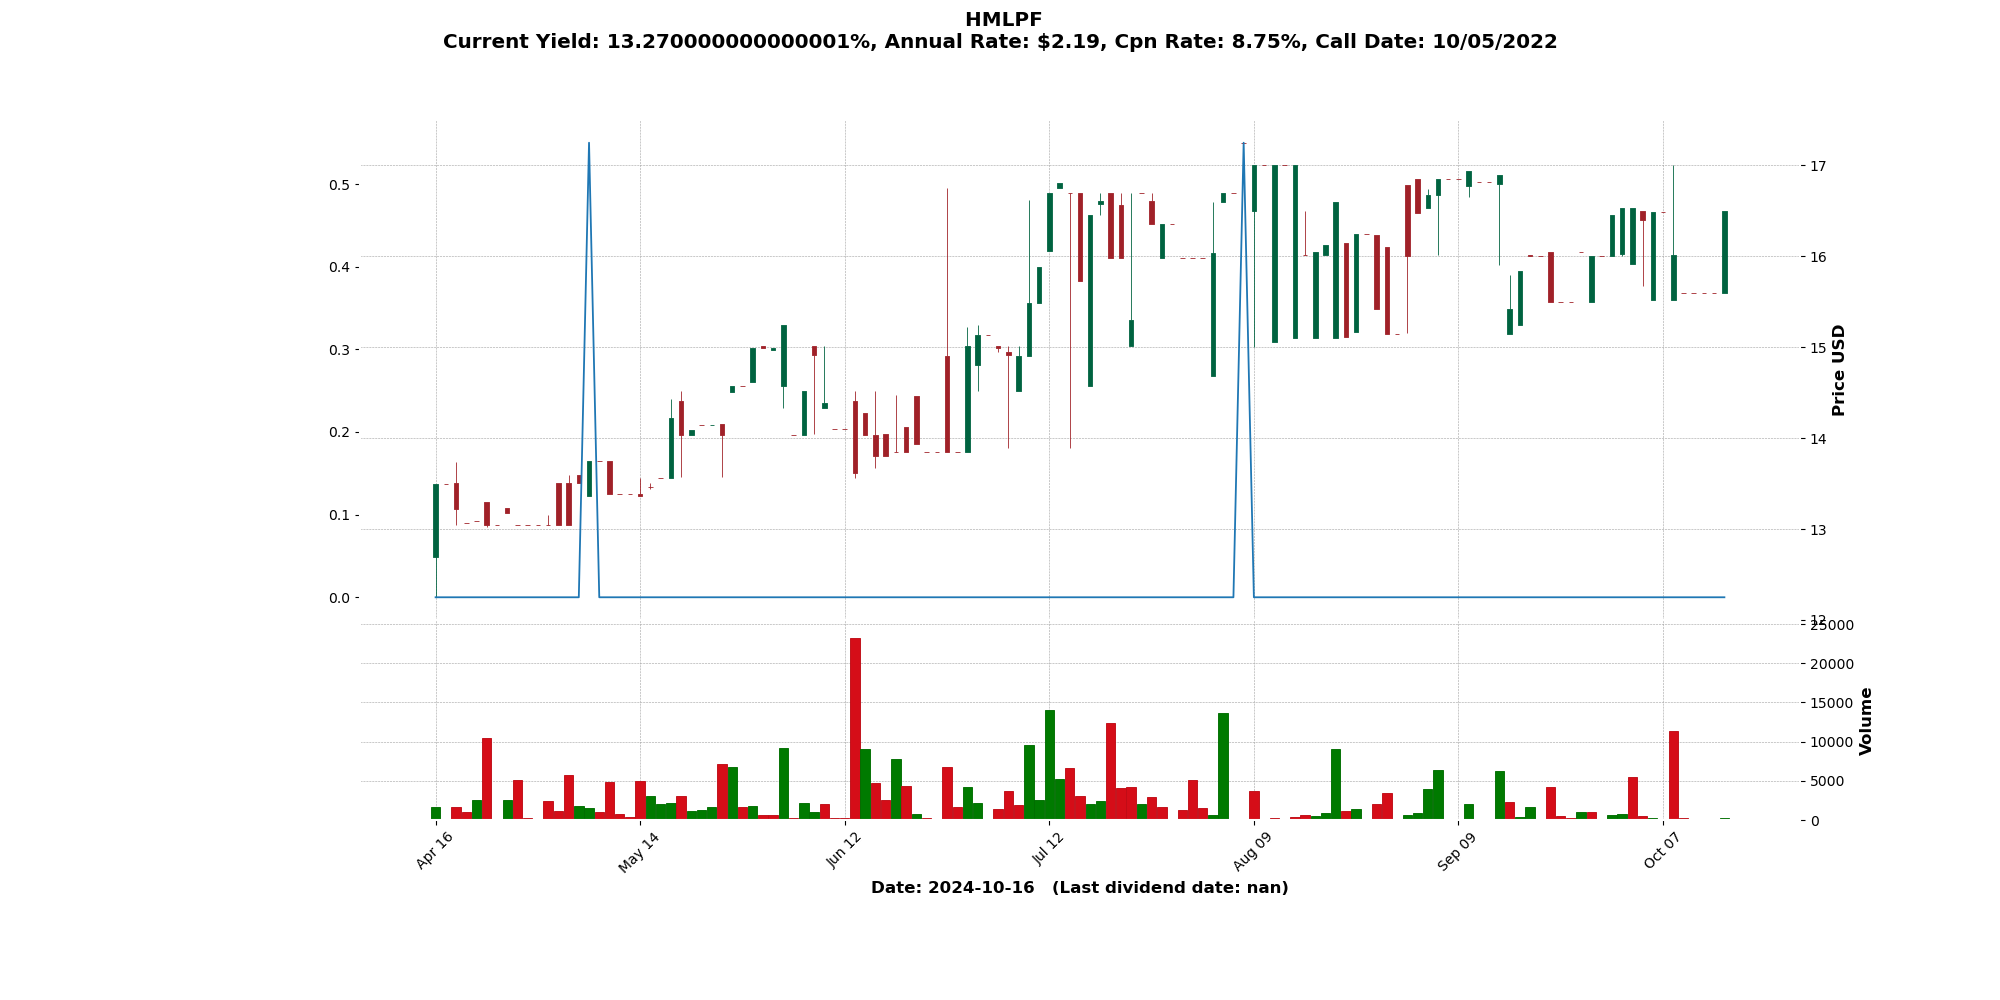 HMLPF
Current Yield: 13.270000000000001%, Annual Rate: $2.19, Cpn Rate: 8.75%, Call Date: 10/05/2022
0.5
0.4
0.3
0.2
0.1
0.0
17
16
15
14
13
12
Price USD
25000
20000
15000
10000
5000
0
Volume
Apr 16
May 14
Jun 12
Jul 12
Aug 09
Sep 09
Oct 07
Date: 2024-10-16   (Last dividend date: nan)